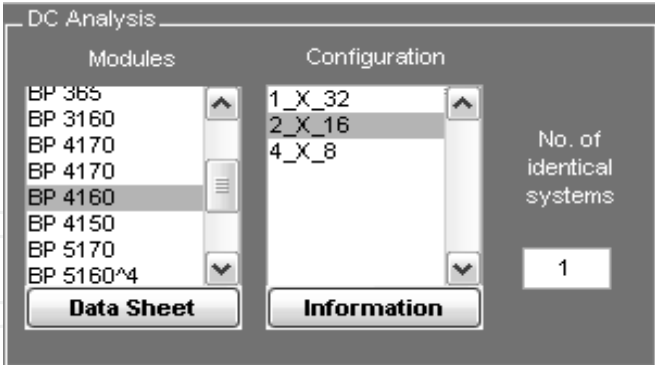 DC Analysis
Modules
Configuration
BP 365
BP 3160
BP 4170
BP 4170
BP 4160
BP 4150
BP 5170
BP 5160^4
1_X_32
2_X_16
4_X_8
No. of
identical
systems
1
Data Sheet
Information